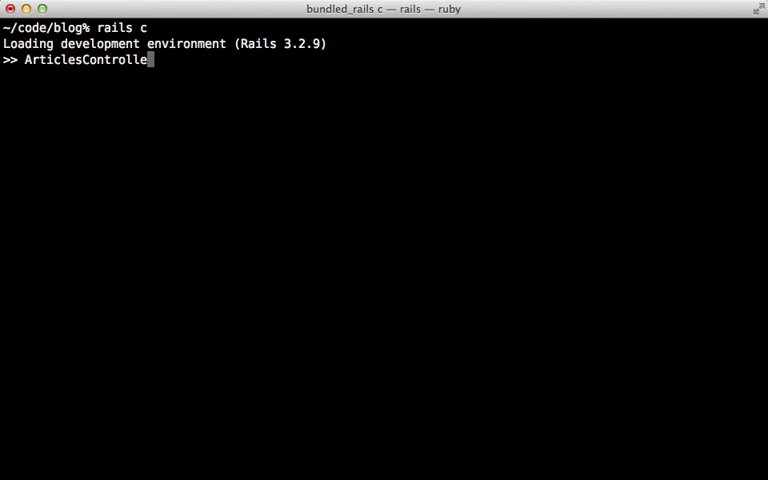 bundled_rails c — rails — ruby
~/code/blog% rails c
Loading development environment (Rails 3.2.9)
>> ArticlesControlle